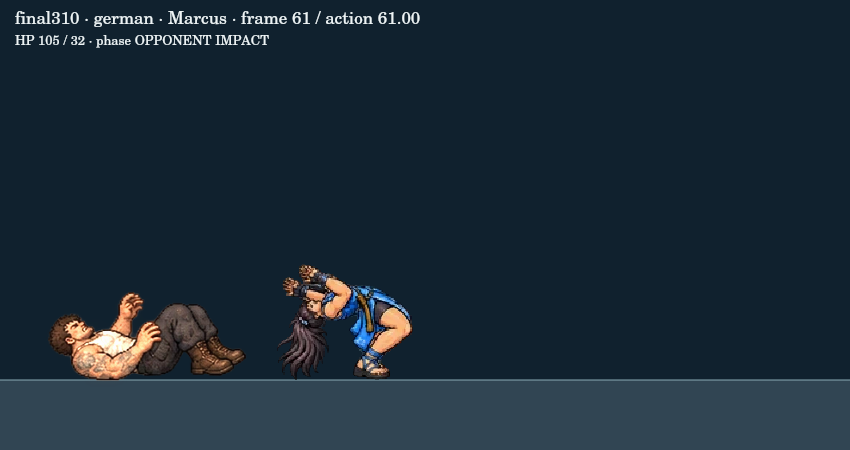 final310 · german · Marcus · frame 61 / action 61.00
HP 105 / 32 · phase OPPONENT IMPACT